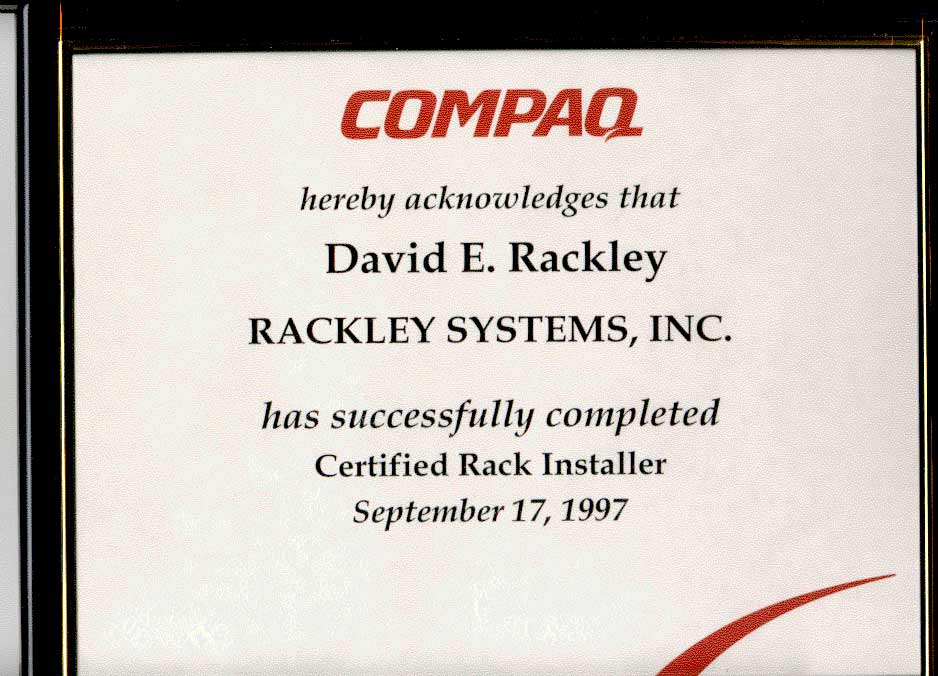 COMPAQ
hereby acknowledges that
David E. Rackley
RACKLEY SYSTEMS, INC.
has successfully completed
Certified Rack Installer
September 17, 1997